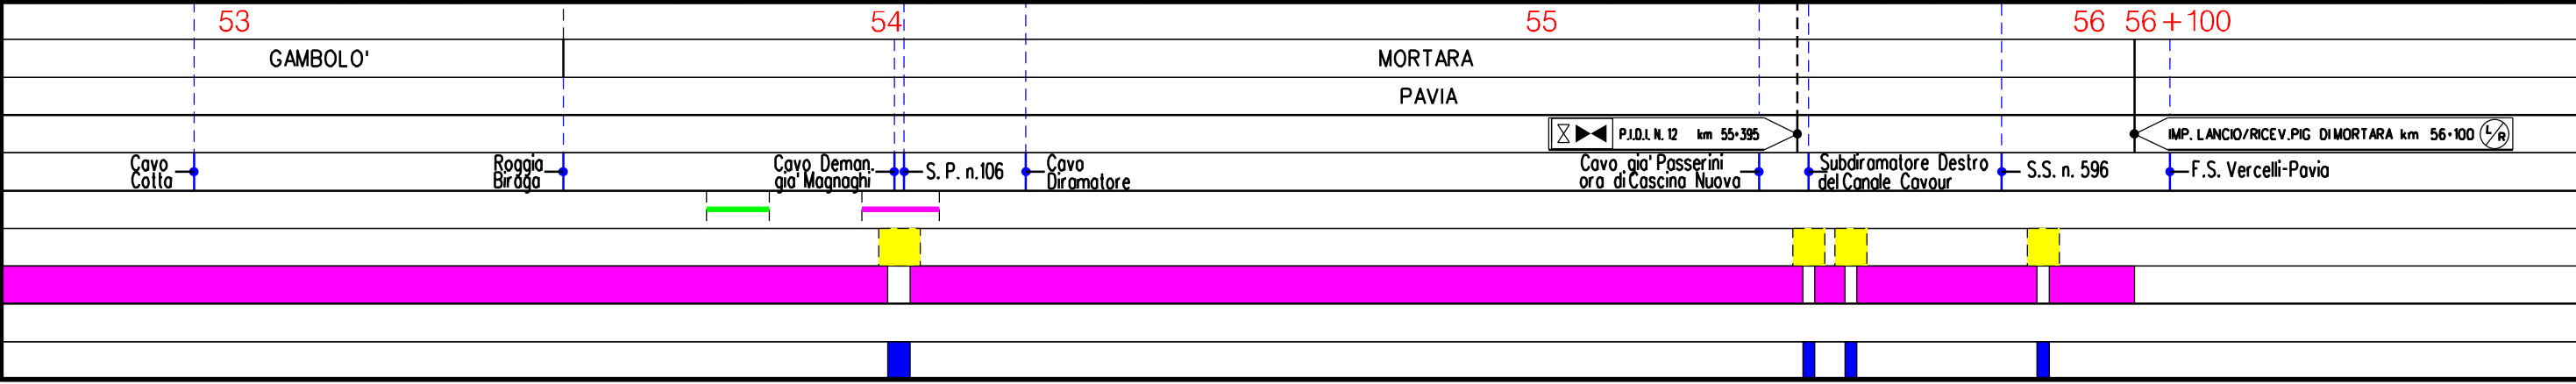 53 54 55 56 56+100
GAMBOLO' MORTARA
PAVIA
P.I.D.I. N. 12 km 55+395
IMP. LANCIO/RICEV.PIG DI MORTARA km 56+100 L/R
Cavo
Cotta
Roggia
Biraga
Cavo Deman.
gia' Magnaghi
S. P. n.106
Cavo
Diramatore
Cavo gia' Passerini
ora di Cascina Nuova
Subdiramatore Destro
del Canale Cavour
S.S. n. 596
F.S. Vercelli-Pavia